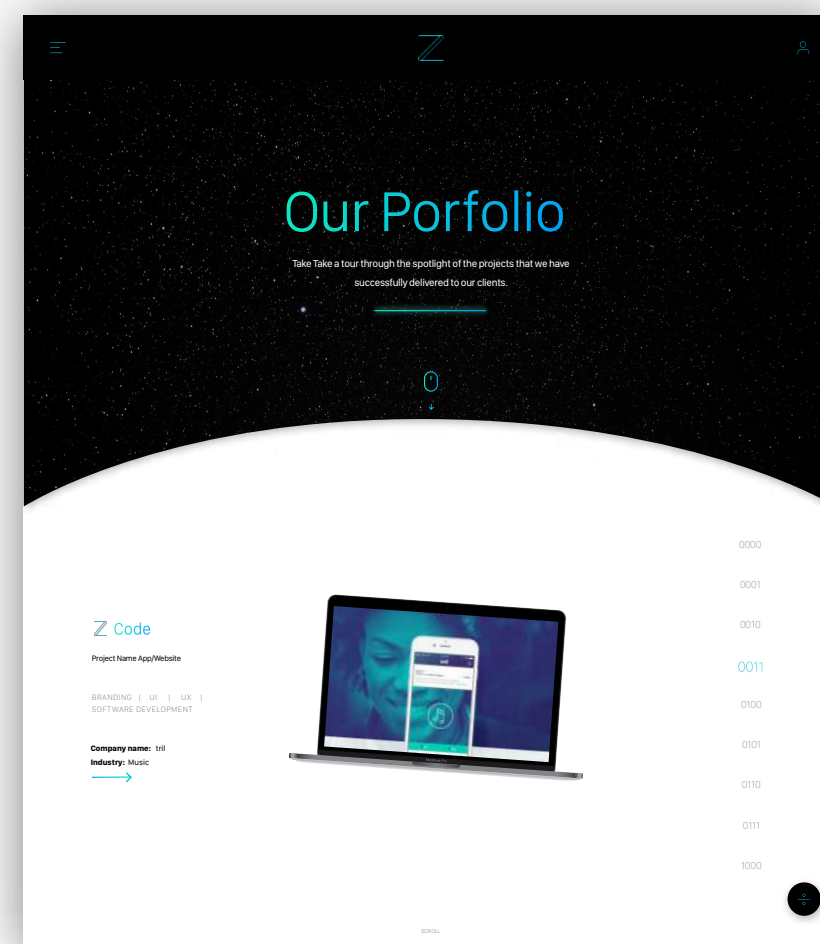 Our Porfolio
Take Take a tour through the spotlight of the projects that we have
successfully delivered to our clients.
0000
0001
0010
Z Code
Project Name App/Website
0011
BRANDING | UI | UX |
SOFTWARE DEVELOPMENT
0100
Company name: tril
Industry: Music
0101
0110
0111
1000
SCROLL